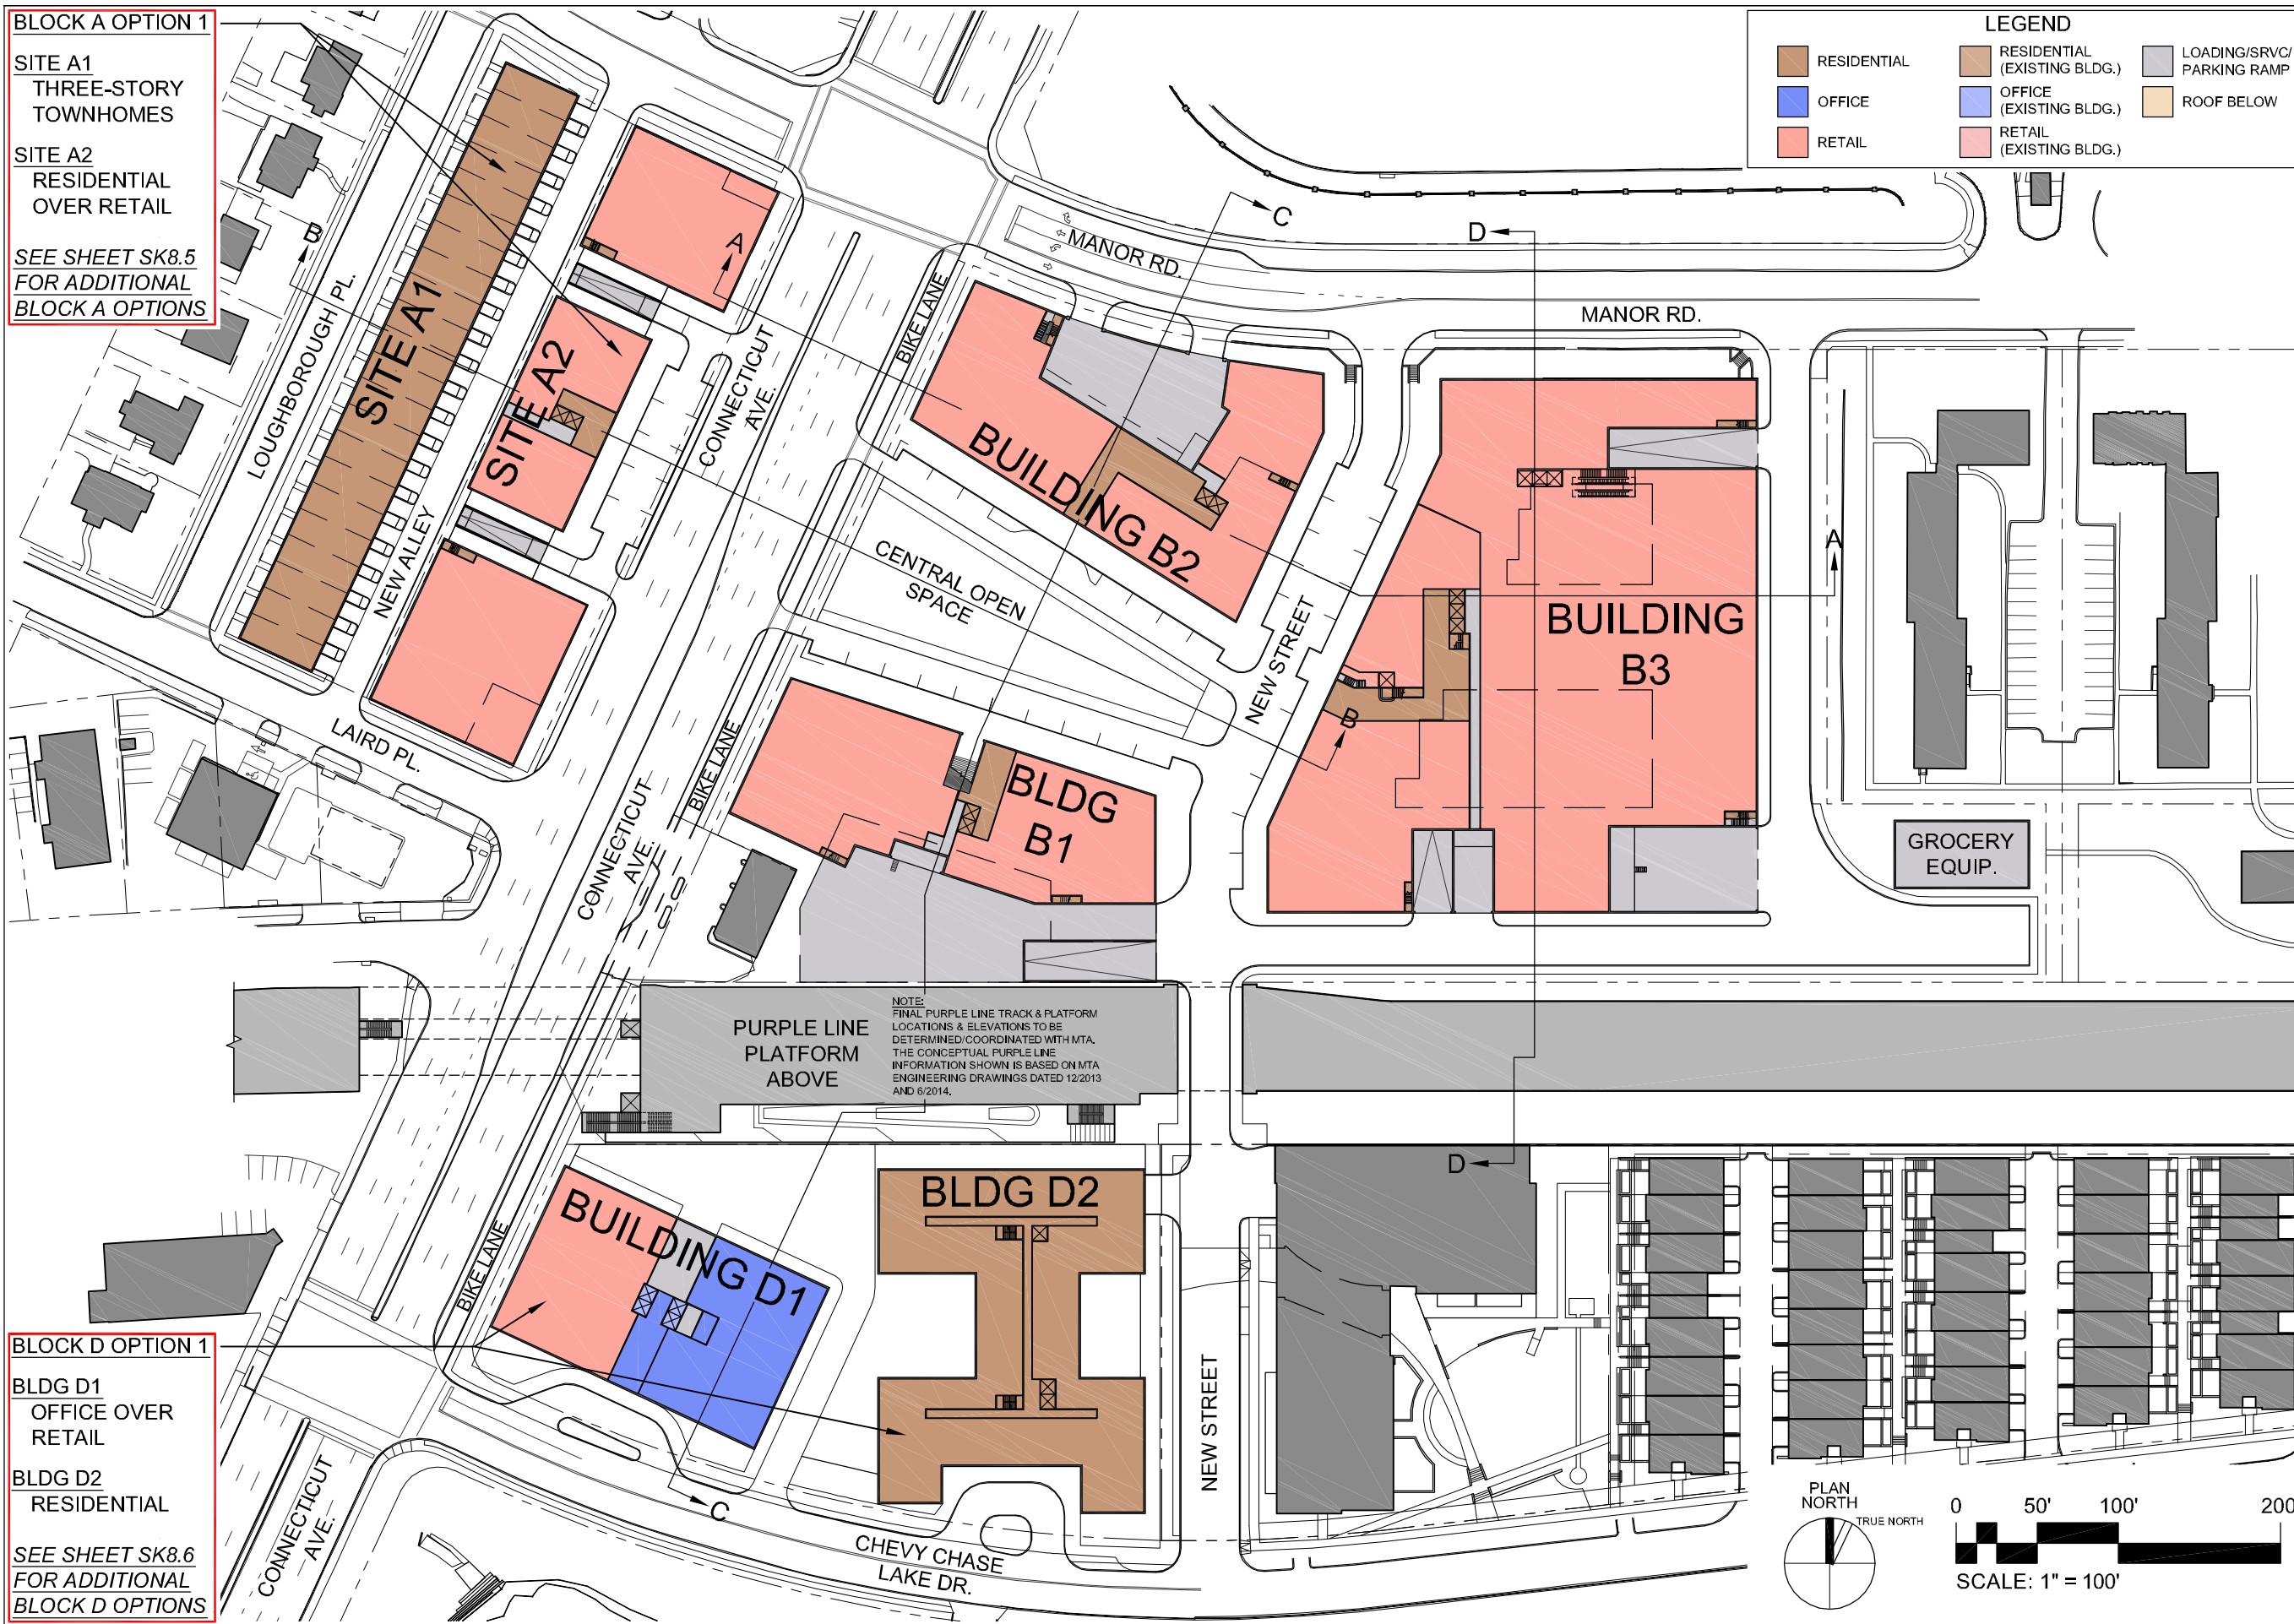 BLOCK A OPTION 1
SITE A1
THREE-STORY
TOWNHOMES
SITE A2
RESIDENTIAL
OVER RETAIL
SEE SHEET SK8.5
FOR ADDITIONAL
BLOCK A OPTIONS
LEGEND
RESIDENTIAL
OFFICE
RETAIL
RESIDENTIAL
(EXISTING BLDG.)
OFFICE
(EXISTING BLDG.)
RETAIL
(EXISTING BLDG.)
LOADING/SRVC/
PARKING RAMP
ROOF BELOW
C
D
MANOR RD.
MANOR RD.
A
B
LOUGHBOROUGH PL.
SITE A1
SITE A2
NEW ALLEY
CONNECTICUT
AVE.
BIKE LANE
BUILDING B2
CENTRAL OPEN
SPACE
NEW STREET
BUILDING
B3
A
B
LAIRD PL.
BIKE LANE
CONNECTICUT
AVE.
BLDG
B1
GROCERY
EQUIP.
PURPLE LINE
PLATFORM
ABOVE
NOTE:
FINAL PURPLE LINE TRACK & PLATFORM
LOCATIONS & ELEVATIONS TO BE
DETERMINED/COORDINATED WITH MTA.
THE CONCEPTUAL PURPLE LINE
INFORMATION SHOWN IS BASED ON MTA
ENGINEERING DRAWINGS DATED 12/2013
AND 6/2014.
D
BUILDING D1
BLDG D2
BIKE LANE
NEW STREET
BLOCK D OPTION 1
BLDG D1
OFFICE OVER
RETAIL
BLDG D2
RESIDENTIAL
SEE SHEET SK8.6
FOR ADDITIONAL
BLOCK D OPTIONS
CONNECTICUT
AVE.
C
CHEVY CHASE
LAKE DR.
PLAN
NORTH
TRUE NORTH
0 50' 100' 200
SCALE: 1" = 100'